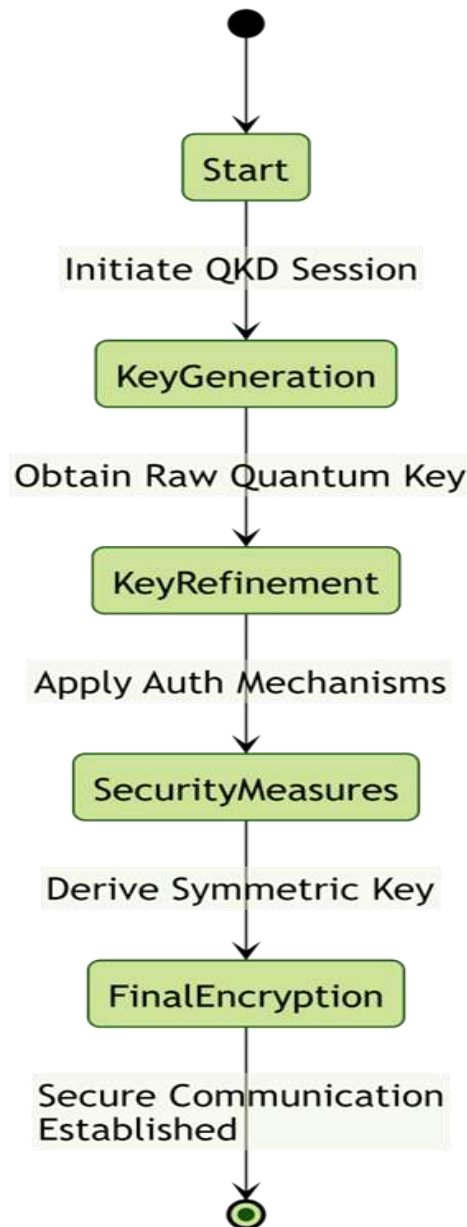 Start
Initiate QKD Session
KeyGeneration
Obtain Raw Quantum Key
KeyRefinement
Apply Auth Mechanisms
SecurityMeasures
Derive Symmetric Key
FinalEncryption
Secure Communication
Established